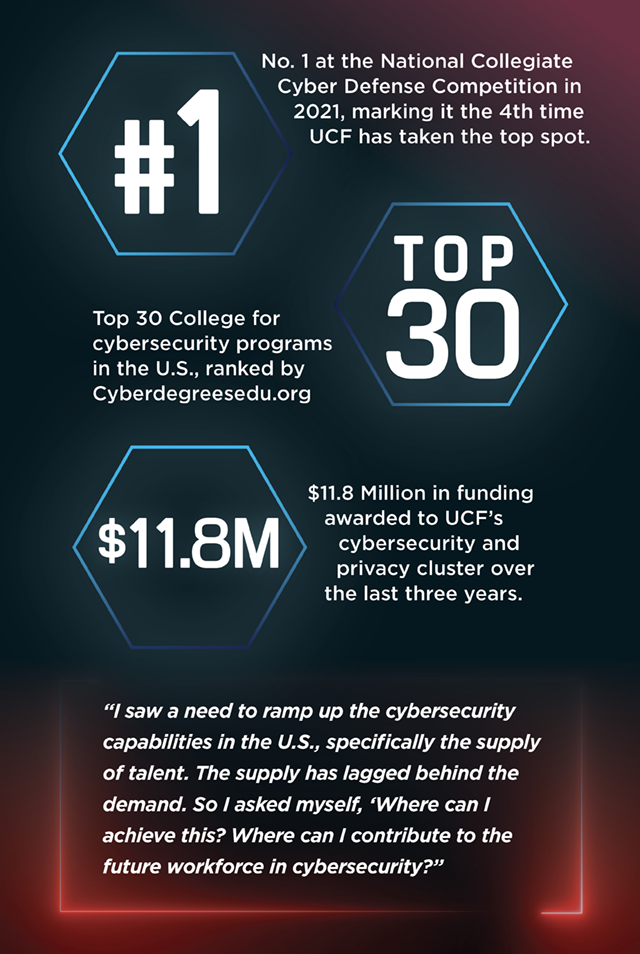 #1
No. 1 at the National Collegiate
Cyber Defense Competition in
2021, marking it the 4th time
UCF has taken the top spot.
TOP
30
Top 30 College for
cybersecurity programs
in the U.S., ranked by
Cyberdegreesedu.org
$11.8M
$11.8 Million in funding
awarded to UCF’s
cybersecurity and
privacy cluster over
the last three years.
“I saw a need to ramp up the cybersecurity
capabilities in the U.S., specifically the supply
of talent. The supply has lagged behind the
demand. So I asked myself, ‘Where can I
achieve this? Where can I contribute to the
future workforce in cybersecurity?”